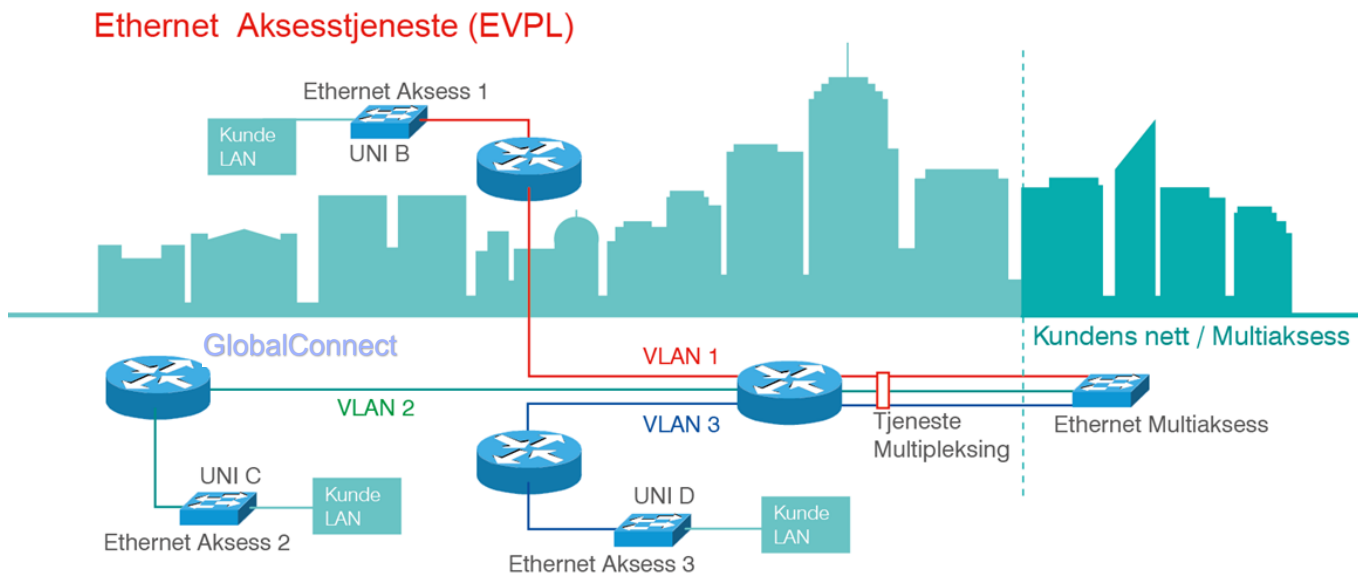 Ethernet Aksesstjeneste (EVPL)
Ethernet Aksess 1
Kunde
LAN
UNI B
GlobalConnect
Kundens nett / Multiaksess
VLAN 1
VLAN 2
VLAN 3
Tjeneste
Multipleksing
Ethernet Multiaksess
UNI C
Kunde
LAN
Ethernet Aksess 2
UNI D
Kunde
LAN
Ethernet Aksess 3